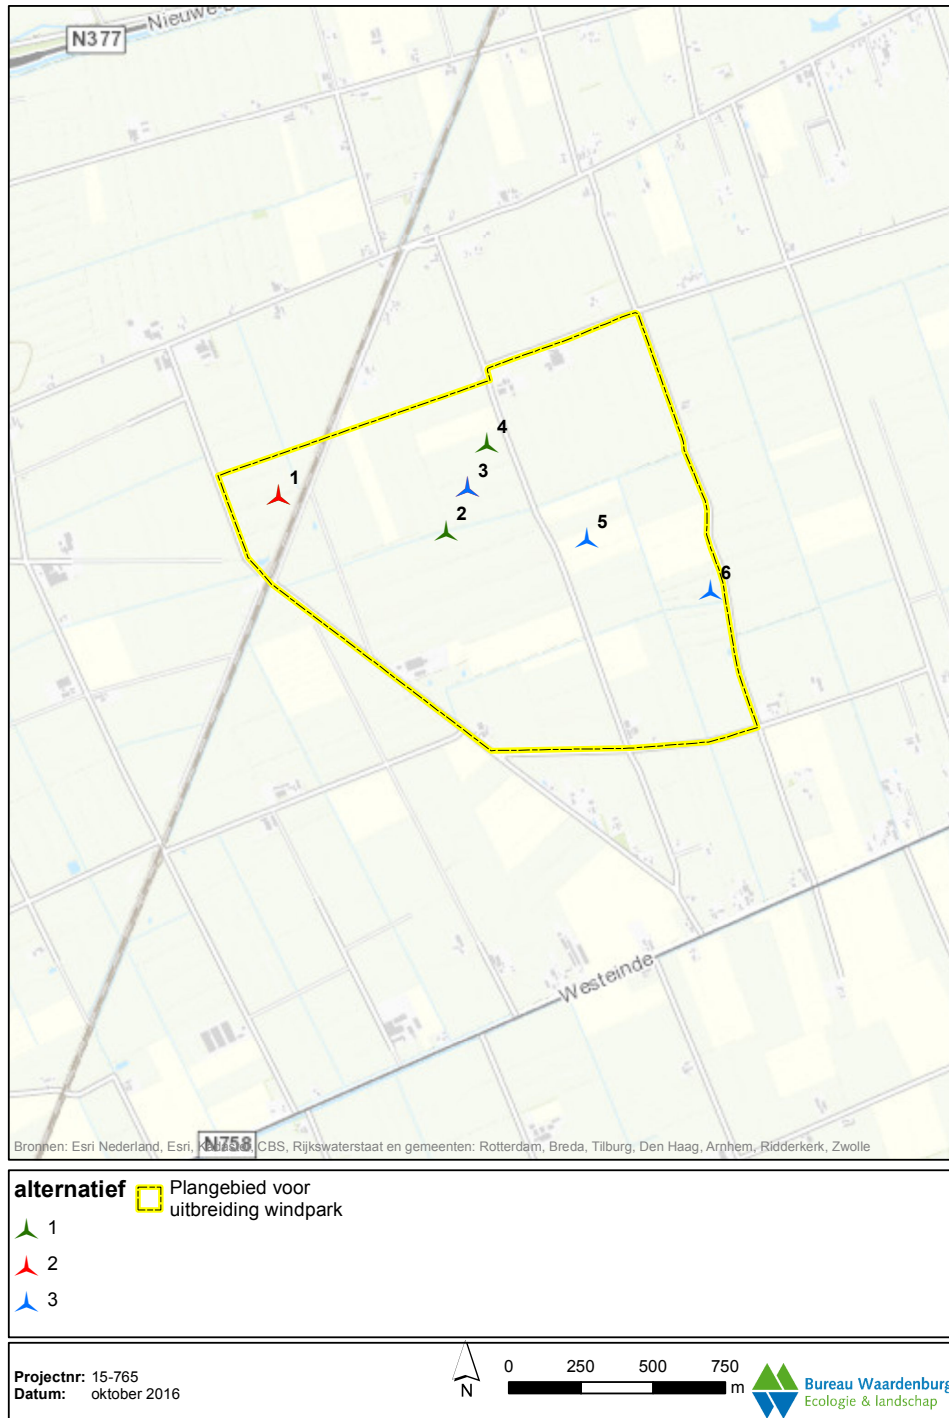 N377
Nieuwe
4
1
3
2
5
6
Westeinde
N758
Bronnen: Esri Nederland, Esri, Kadaster, CBS, Rijkswaterstaat en gemeenten: Rotterdam, Breda, Tilburg, Den Haag, Arnhem, Ridderkerk, Zwolle
alternatief
Plangebied voor
uitbreiding windpark
1
2
3
Projectnr: 15-765
Datum: oktober 2016
N
0 250 500 750
m
Bureau Waardenburg
Ecologie & landschap